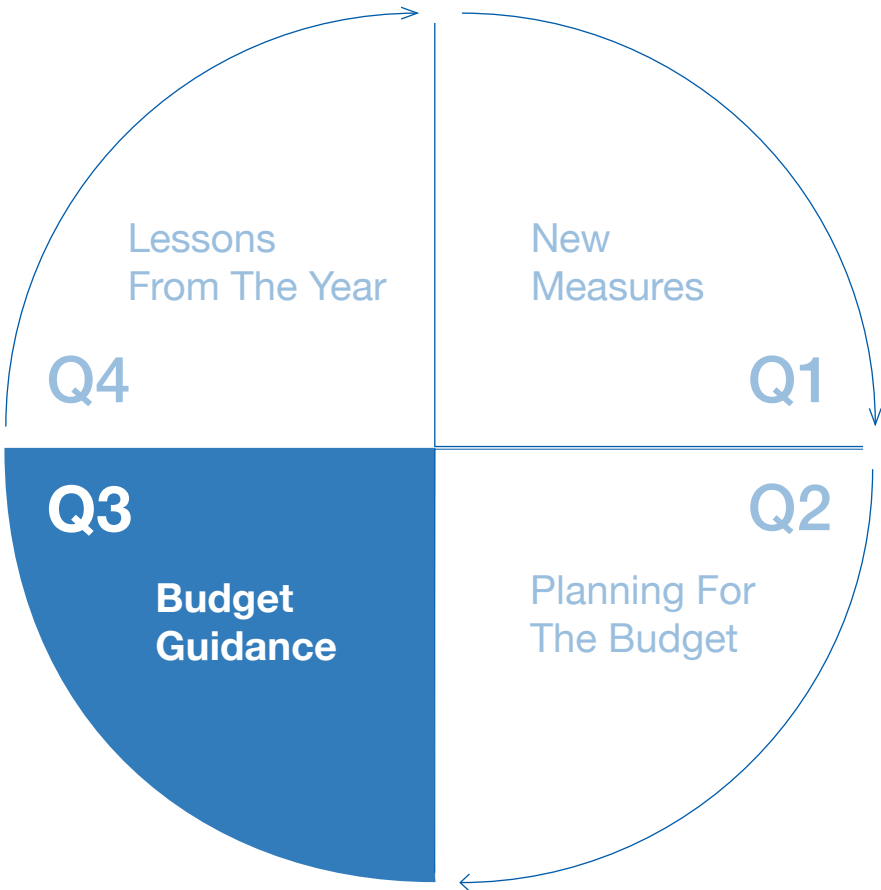 Lessons
From The Year
Q4
New
Measures
Q1
Q3
Budget
Guidance
Q2
Planning For
The Budget